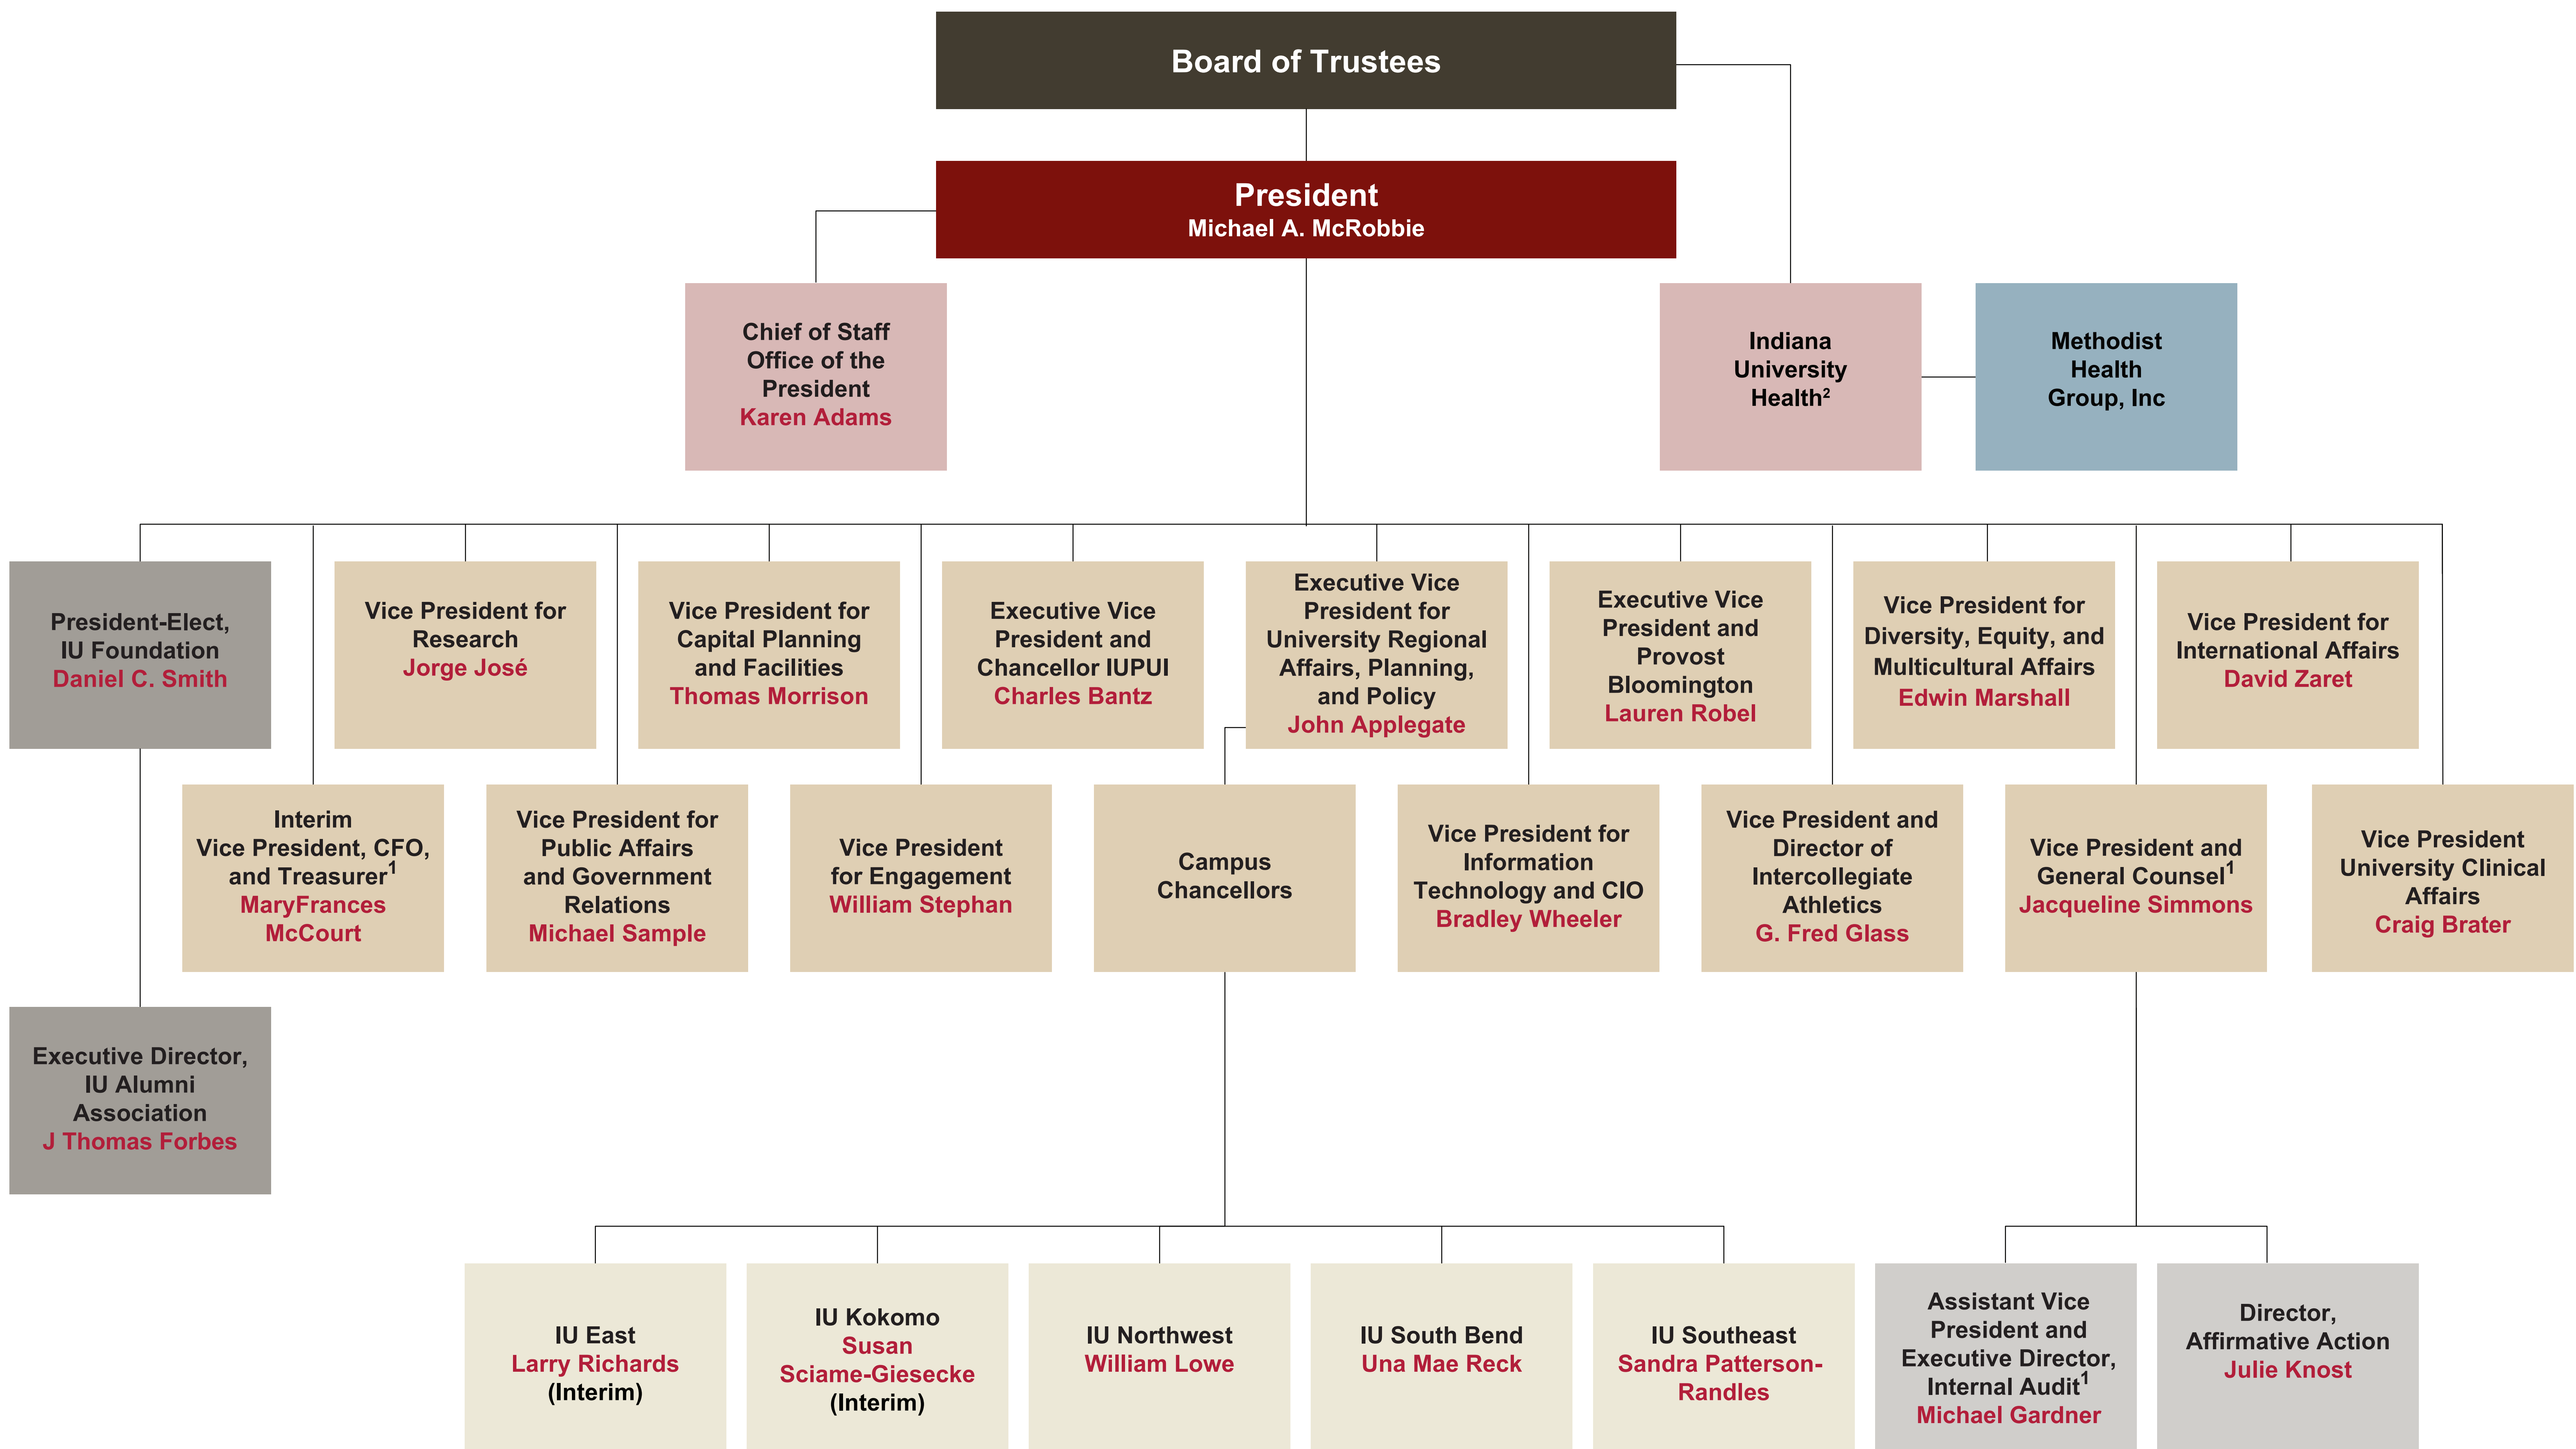 Board of Trustees
President
Michael A. McRobbie
Chief of Staff
Office of the
President
Karen Adams
Indiana
University
Health²
Methodist
Health
Group, Inc
President-Elect,
IU Foundation
Daniel C. Smith
Vice President for
Research
Jorge José
Vice President for
Capital Planning
and Facilities
Thomas Morrison
Executive Vice
President and
Chancellor IUPUI
Charles Bantz
Executive Vice
President for
University Regional
Affairs, Planning,
and Policy
John Applegate
Executive Vice
President and
Provost
Bloomington
Lauren Robel
Vice President for
Diversity, Equity, and
Multicultural Affairs
Edwin Marshall
Vice President for
International Affairs
David Zaret
Interim
Vice President, CFO,
and Treasurer¹
MaryFrances
McCourt
Vice President for
Public Affairs
and Government
Relations
Michael Sample
Vice President
for Engagement
William Stephan
Campus
Chancellors
Vice President for
Information
Technology and CIO
Bradley Wheeler
Vice President and
Director of
Intercollegiate
Athletics
G. Fred Glass
Vice President and
General Counsel¹
Jacqueline Simmons
Vice President
University Clinical
Affairs
Craig Brater
Executive Director,
IU Alumni
Association
J Thomas Forbes
IU East
Larry Richards
(Interim)
IU Kokomo
Susan
Sciame-Giesecke
(Interim)
IU Northwest
William Lowe
IU South Bend
Una Mae Reck
IU Southeast
Sandra Patterson-
Randles
Assistant Vice
President and
Executive Director,
Internal Audit¹
Michael Gardner
Director,
Affirmative Action
Julie Knost